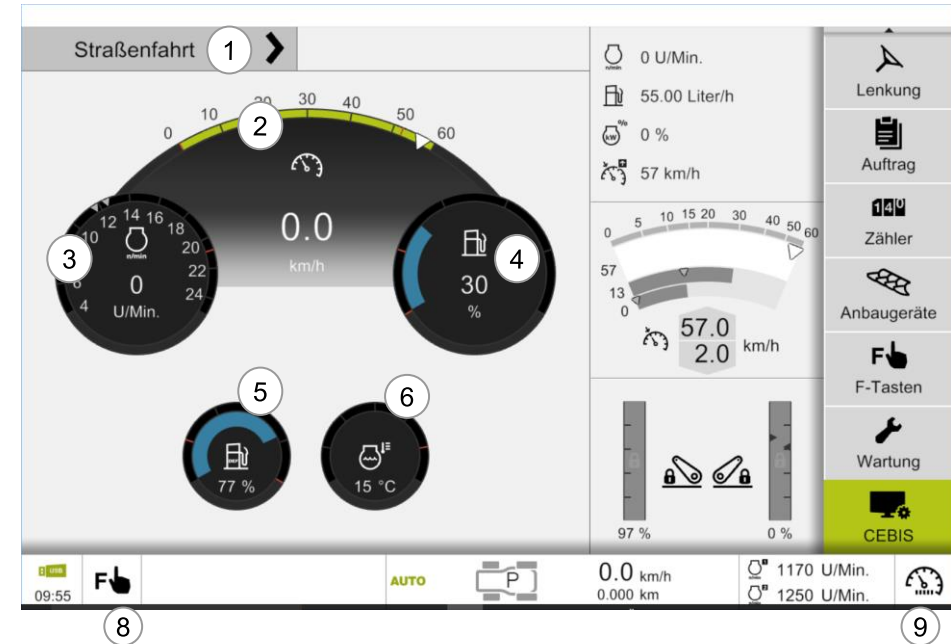 Straßenfahrt 1
0 10 20 30 40 50 60
2
0.0
km/h
3
4 6 10 12 14 16 18 20 22 24
n/min
0
U/Min.
4
30
%
5
77 %
6
15 °C
0 U/Min.
55.00 Liter/h
0 %
57 km/h
0 5 10 15 20 30 40 50 60
57
13
0
57.0
2.0
km/h
97 %
0 %
Lenkung
Auftrag
140
Zähler
Anbaugeräte
F
F-Tasten
Wartung
CEBIS
USB
09:55
F
AUTO
P
0.0 km/h
0.000 km
1170 U/Min.
1250 U/Min.
8
9